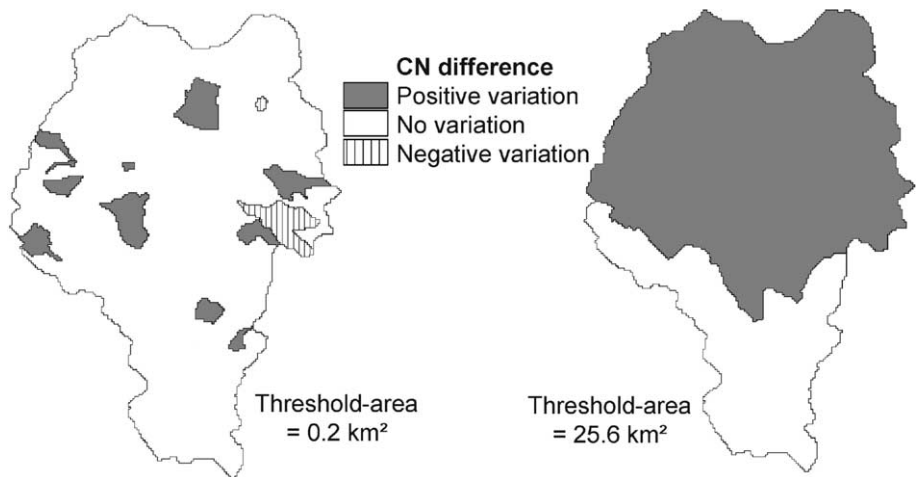 CN difference
Positive variation
No variation
Negative variation
Threshold-area
= 0.2 km²
Threshold-area
= 25.6 km²